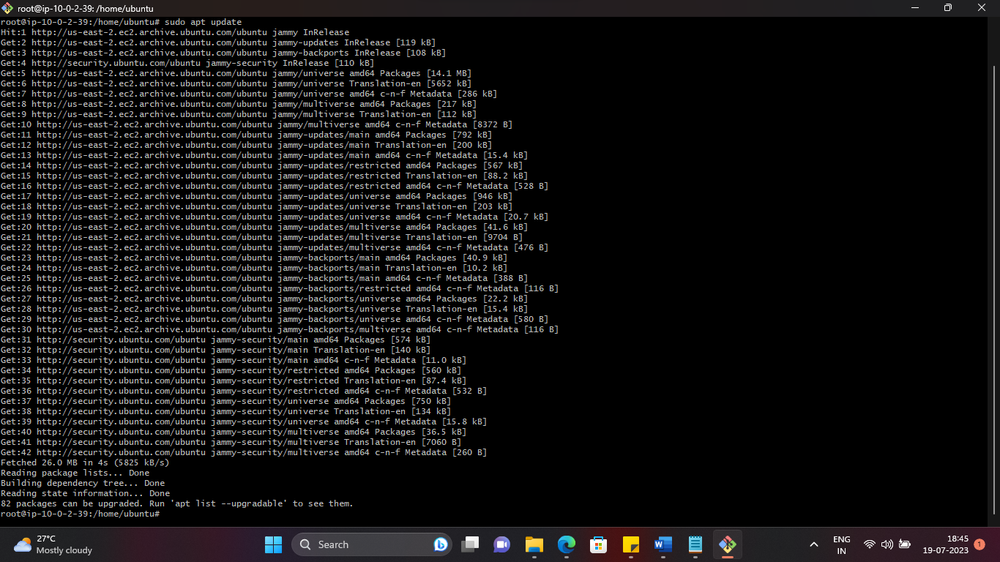 root@ip-10-0-2-39: /home/ubuntu
root@ip-10-0-2-39:/home/ubuntu# sudo apt update
Hit:1 http://us-east-2.ec2.archive.ubuntu.com/ubuntu jammy InRelease
Get:2 http://us-east-2.ec2.archive.ubuntu.com/ubuntu jammy-updates InRelease [119 kB]
Get:3 http://us-east-2.ec2.archive.ubuntu.com/ubuntu jammy-backports InRelease [108 kB]
Get:4 http://security.ubuntu.com/ubuntu jammy-security InRelease [110 kB]
Get:5 http://us-east-2.ec2.archive.ubuntu.com/ubuntu jammy/universe amd64 Packages [14.1 MB]
Get:6 http://us-east-2.ec2.archive.ubuntu.com/ubuntu jammy/universe Translation-en [5652 kB]
Get:7 http://us-east-2.ec2.archive.ubuntu.com/ubuntu jammy/universe amd64 c-n-f Metadata [286 kB]
Get:8 http://us-east-2.ec2.archive.ubuntu.com/ubuntu jammy/multiverse amd64 Packages [217 kB]
Get:9 http://us-east-2.ec2.archive.ubuntu.com/ubuntu jammy/multiverse Translation-en [112 kB]
Get:10 http://us-east-2.ec2.archive.ubuntu.com/ubuntu jammy/multiverse amd64 c-n-f Metadata [8372 B]
Get:11 http://us-east-2.ec2.archive.ubuntu.com/ubuntu jammy-updates/main amd64 Packages [792 kB]
Get:12 http://us-east-2.ec2.archive.ubuntu.com/ubuntu jammy-updates/main Translation-en [200 kB]
Get:13 http://us-east-2.ec2.archive.ubuntu.com/ubuntu jammy-updates/main amd64 c-n-f Metadata [15.4 kB]
Get:14 http://us-east-2.ec2.archive.ubuntu.com/ubuntu jammy-updates/restricted amd64 Packages [567 kB]
Get:15 http://us-east-2.ec2.archive.ubuntu.com/ubuntu jammy-updates/restricted Translation-en [88.2 kB]
Get:16 http://us-east-2.ec2.archive.ubuntu.com/ubuntu jammy-updates/restricted amd64 c-n-f Metadata [528 B]
Get:17 http://us-east-2.ec2.archive.ubuntu.com/ubuntu jammy-updates/universe amd64 Packages [946 kB]
Get:18 http://us-east-2.ec2.archive.ubuntu.com/ubuntu jammy-updates/universe Translation-en [203 kB]
Get:19 http://us-east-2.ec2.archive.ubuntu.com/ubuntu jammy-updates/universe amd64 c-n-f Metadata [20.7 kB]
Get:20 http://us-east-2.ec2.archive.ubuntu.com/ubuntu jammy-updates/multiverse amd64 Packages [41.6 kB]
Get:21 http://us-east-2.ec2.archive.ubuntu.com/ubuntu jammy-updates/multiverse Translation-en [9704 B]
Get:22 http://us-east-2.ec2.archive.ubuntu.com/ubuntu jammy-updates/multiverse amd64 c-n-f Metadata [476 B]
Get:23 http://us-east-2.ec2.archive.ubuntu.com/ubuntu jammy-backports/main amd64 Packages [40.9 kB]
Get:24 http://us-east-2.ec2.archive.ubuntu.com/ubuntu jammy-backports/main Translation-en [10.2 kB]
Get:25 http://us-east-2.ec2.archive.ubuntu.com/ubuntu jammy-backports/main amd64 c-n-f Metadata [388 B]
Get:26 http://us-east-2.ec2.archive.ubuntu.com/ubuntu jammy-backports/restricted amd64 c-n-f Metadata [116 B]
Get:27 http://us-east-2.ec2.archive.ubuntu.com/ubuntu jammy-backports/universe amd64 Packages [22.2 kB]
Get:28 http://us-east-2.ec2.archive.ubuntu.com/ubuntu jammy-backports/universe Translation-en [15.4 kB]
Get:29 http://us-east-2.ec2.archive.ubuntu.com/ubuntu jammy-backports/universe amd64 c-n-f Metadata [580 B]
Get:30 http://us-east-2.ec2.archive.ubuntu.com/ubuntu jammy-backports/multiverse amd64 c-n-f Metadata [116 B]
Get:31 http://security.ubuntu.com/ubuntu jammy-security/main amd64 Packages [574 kB]
Get:32 http://security.ubuntu.com/ubuntu jammy-security/main Translation-en [140 kB]
Get:33 http://security.ubuntu.com/ubuntu jammy-security/main amd64 c-n-f Metadata [11.0 kB]
Get:34 http://security.ubuntu.com/ubuntu jammy-security/restricted amd64 Packages [560 kB]
Get:35 http://security.ubuntu.com/ubuntu jammy-security/restricted Translation-en [87.4 kB]
Get:36 http://security.ubuntu.com/ubuntu jammy-security/restricted amd64 c-n-f Metadata [532 B]
Get:37 http://security.ubuntu.com/ubuntu jammy-security/universe amd64 Packages [750 kB]
Get:38 http://security.ubuntu.com/ubuntu jammy-security/universe Translation-en [134 kB]
Get:39 http://security.ubuntu.com/ubuntu jammy-security/universe amd64 c-n-f Metadata [15.8 kB]
Get:40 http://security.ubuntu.com/ubuntu jammy-security/multiverse amd64 Packages [36.5 kB]
Get:41 http://security.ubuntu.com/ubuntu jammy-security/multiverse Translation-en [7060 B]
Get:42 http://security.ubuntu.com/ubuntu jammy-security/multiverse amd64 c-n-f Metadata [260 B]
Fetched 26.0 MB in 4s (5825 kB/s)
Reading package lists... Done
Building dependency tree... Done
Reading state information... Done
82 packages can be upgraded. Run 'apt list --upgradable' to see them.
root@ip-10-0-2-39:/home/ubuntu#
27°C
Mostly cloudy
Search
ENG
IN
18:45
19-07-2023
1